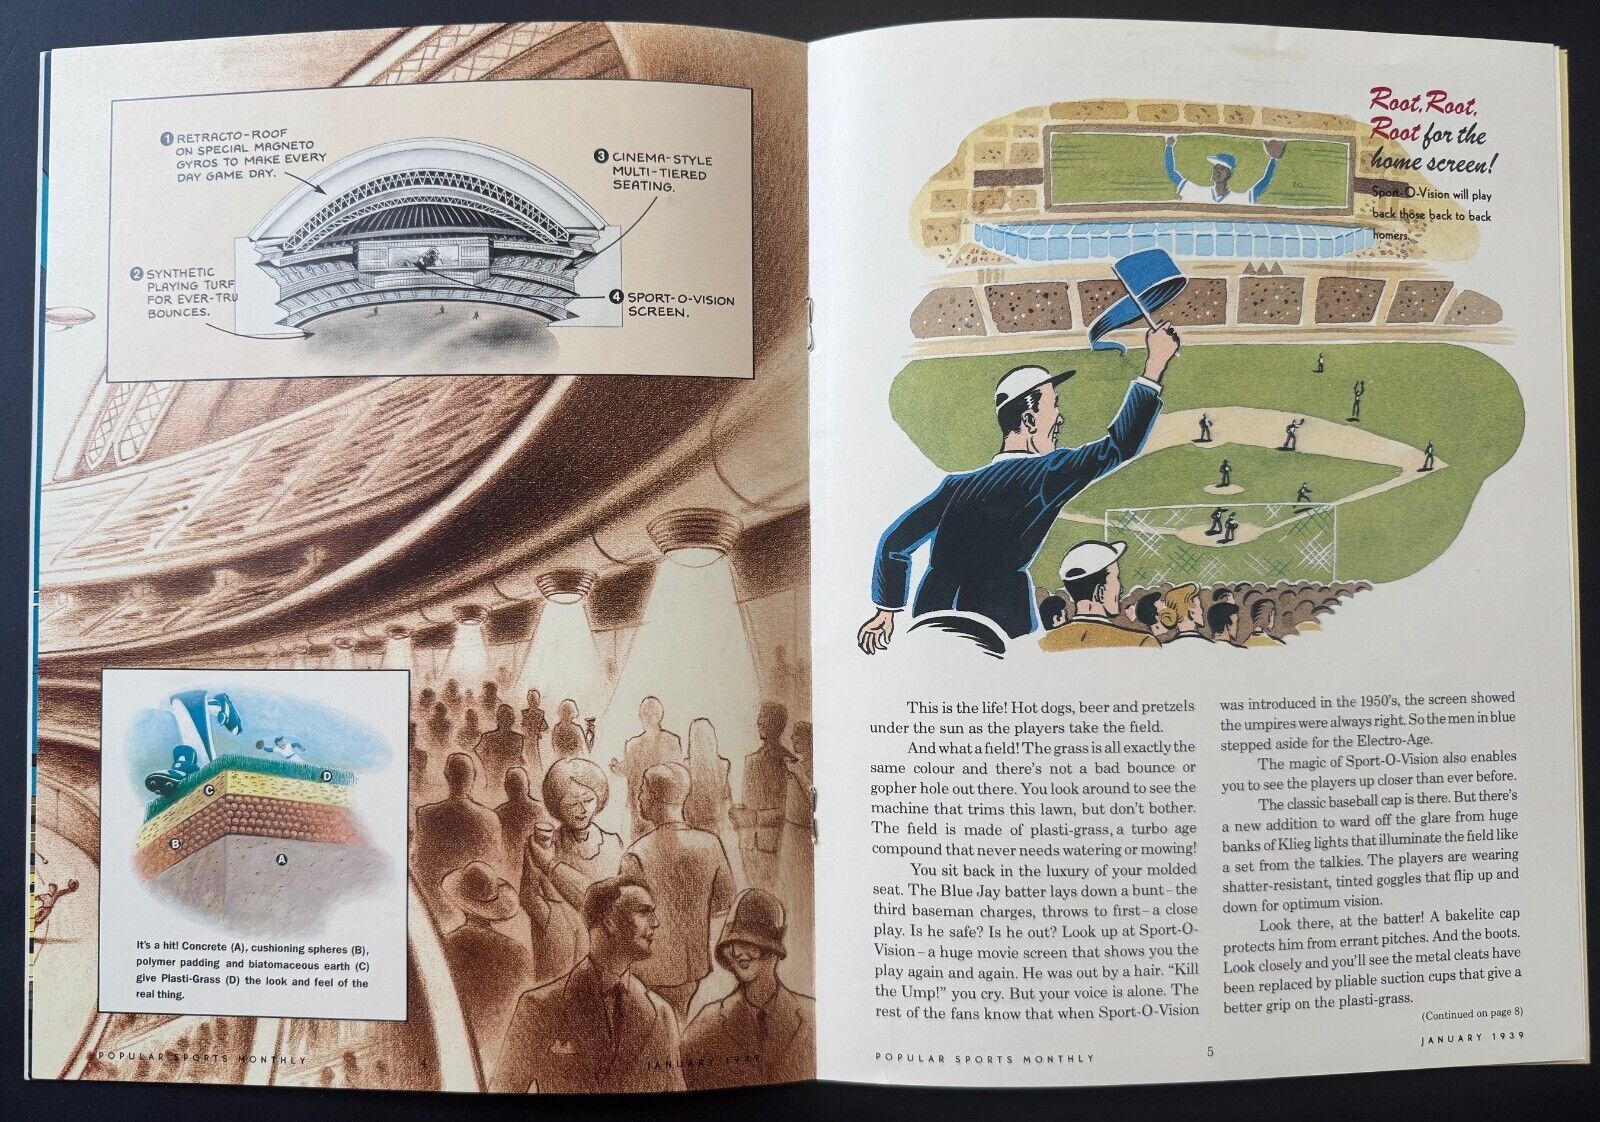 1 RETRACTO-ROOF
ON SPECIAL MAGNETO
GYROS TO MAKE EVERY
DAY GAME DAY.
3 CINEMA-STYLE
MULTI-TIERED
SEATING.
2 SYNTHETIC
PLAYING TURF
FOR EVER-TRU
BOUNCES.
4 SPORT-O-VISION
SCREEN.
D
C
B
A
It's a hit! Concrete (A), cushioning spheres (B),
polymer padding and biatomaceous earth (C)
give Plasti-Grass (D) the look and feel of the
real thing.
POPULAR SPORTS MONTHLY
4
JANUARY 1939
Root, Root,
Root for the
home screen!
Sport-O-Vision will play
back those back to back
homers.
This is the life! Hot dogs, beer and pretzels
under the sun as the players take the field.
And what a field! The grass is all exactly the
same colour and there's not a bad bounce or
gopher hole out there. You look around to see the
machine that trims this lawn, but don't bother.
The field is made of plasti-grass, a turbo age
compound that never needs watering or mowing!
You sit back in the luxury of your molded
seat. The Blue Jay batter lays down a bunt – the
third baseman charges, throws to first – a close
play. Is he safe? Is he out? Look up at Sport-O-
Vision – a huge movie screen that shows you the
play again and again. He was out by a hair. "Kill
the Ump!" you cry. But your voice is alone. The
rest of the fans know that when Sport-O-Vision
was introduced in the 1950's, the screen showed
the umpires were always right. So the men in blue
stepped aside for the Electro-Age.
The magic of Sport-O-Vision also enables
you to see the players up closer than ever before.
The classic baseball cap is there. But there's
a new addition to ward off the glare from huge
banks of Klieg lights that illuminate the field like
a set from the talkies. The players are wearing
shatter-resistant, tinted goggles that flip up and
down for optimum vision.
Look there, at the batter! A bakelite cap
protects him from errant pitches. And the boots.
Look closely and you'll see the metal cleats have
been replaced by pliable suction cups that give a
better grip on the plasti-grass.
(Continued on page 8)
POPULAR SPORTS MONTHLY
5
JANUARY 1939